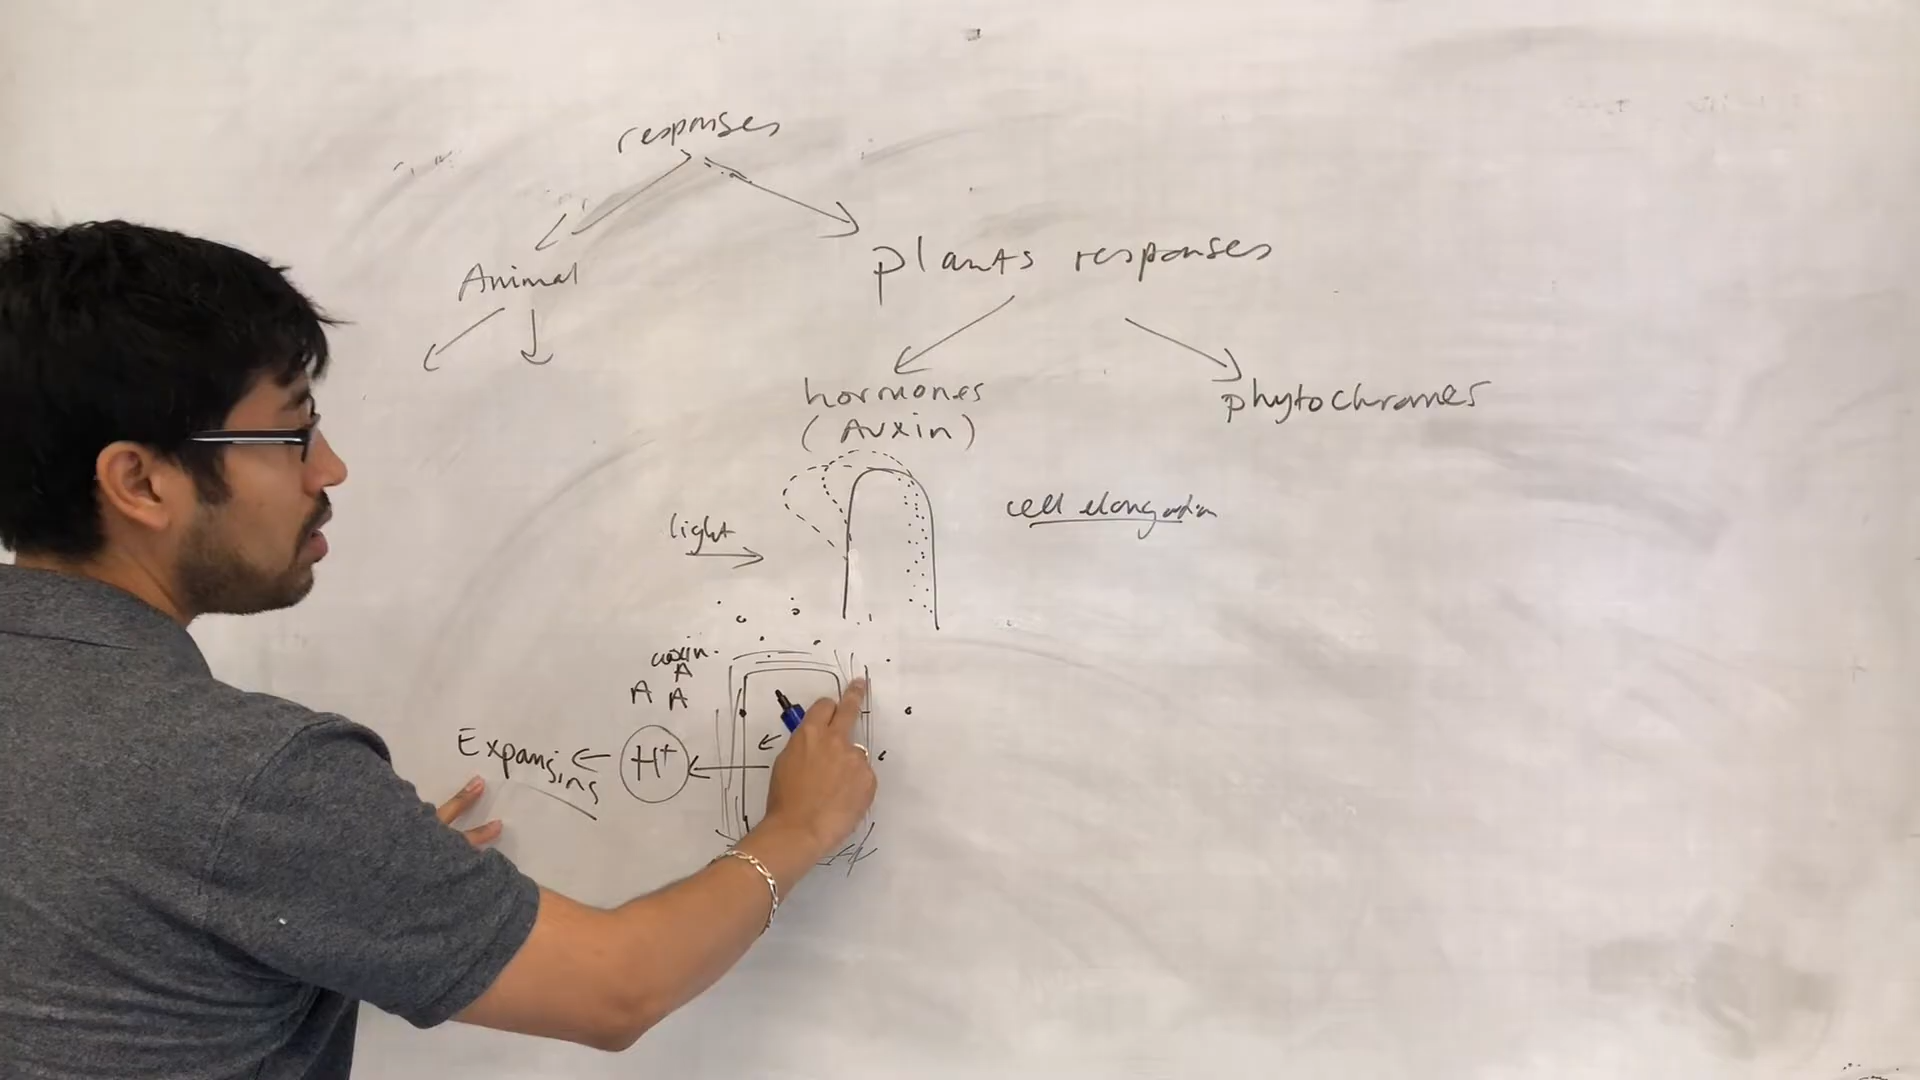 responses
Animal
plants responses
hormones
(Auxin)
phytochromes
cell elongation
light
auxin
A
A A
Expansins
H+